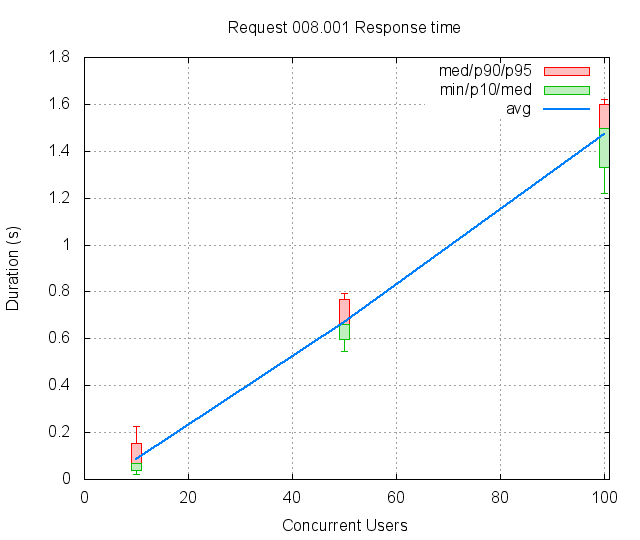 Request 008.001 Response time
med/p90/p95
min/p10/med
avg
1.8
1.6
1.4
1.2
1
0.8
0.6
0.4
0.2
0
Duration (s)
0 20 40 60 80 100
Concurrent Users